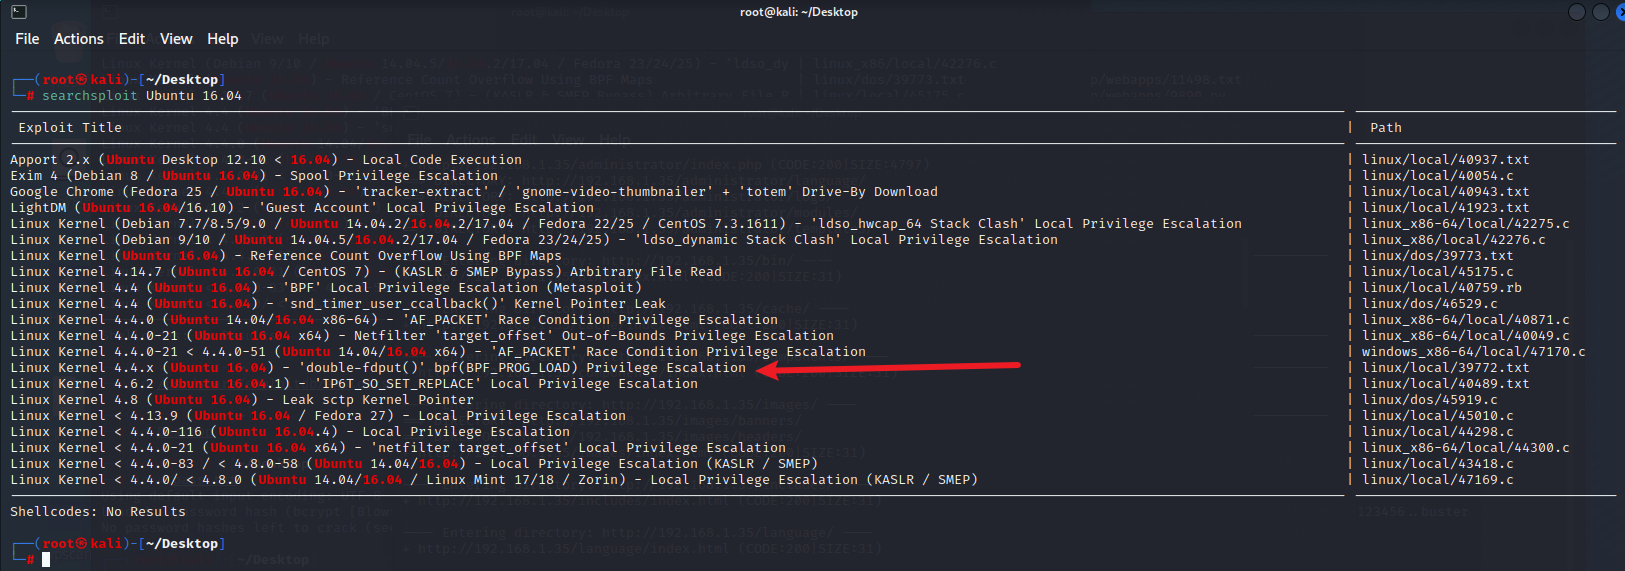 root@kali: ~/Desktop
File Actions Edit View Help
┌──(root㉿kali)-[~/Desktop]
└─# searchsploit Ubuntu 16.04
Exploit Title | Path
Apport 2.x (Ubuntu Desktop 12.10 < 16.04) - Local Code Execution | linux/local/40937.txt
Exim 4 (Debian 8 / Ubuntu 16.04) - Spool Privilege Escalation | linux/local/40054.c
Google Chrome (Fedora 25 / Ubuntu 16.04) - 'tracker-extract' / 'gnome-video-thumbnailer' + 'totem' Drive-By Download | linux/local/40943.txt
LightDM (Ubuntu 16.04/16.10) - 'Guest Account' Local Privilege Escalation | linux/local/41923.txt
Linux Kernel (Debian 7.7/8.5/9.0 / Ubuntu 14.04.2/16.04.2/17.04 / Fedora 22/25 / CentOS 7.3.1611) - 'ldso_hwcap_64 Stack Clash' Local Privilege Escalation | linux_x86-64/local/42275.c
Linux Kernel (Debian 9/10 / Ubuntu 14.04.5/16.04.2/17.04 / Fedora 23/24/25) - 'ldso_dynamic Stack Clash' Local Privilege Escalation | linux_x86/local/42276.c
Linux Kernel (Ubuntu 16.04) - Reference Count Overflow Using BPF Maps | linux/dos/39773.txt
Linux Kernel 4.14.7 (Ubuntu 16.04 / CentOS 7) - (KASLR & SMEP Bypass) Arbitrary File Read | linux/local/45175.c
Linux Kernel 4.4 (Ubuntu 16.04) - 'BPF' Local Privilege Escalation (Metasploit) | linux/local/40759.rb
Linux Kernel 4.4 (Ubuntu 16.04) - 'snd_timer_user_ccallback()' Kernel Pointer Leak | linux/dos/46529.c
Linux Kernel 4.4.0 (Ubuntu 14.04/16.04 x86-64) - 'AF_PACKET' Race Condition Privilege Escalation | linux_x86-64/local/40871.c
Linux Kernel 4.4.0-21 (Ubuntu 16.04 x64) - Netfilter 'target_offset' Out-of-Bounds Privilege Escalation | linux_x86-64/local/40049.c
Linux Kernel 4.4.0-21 < 4.4.0-51 (Ubuntu 14.04/16.04 x64) - 'AF_PACKET' Race Condition Privilege Escalation | windows_x86-64/local/47170.c
Linux Kernel 4.4.x (Ubuntu 16.04) - 'double-fdput()' bpf(BPF_PROG_LOAD) Privilege Escalation | linux/local/39772.txt
Linux Kernel 4.6.2 (Ubuntu 16.04.1) - 'IP6T_SO_SET_REPLACE' Local Privilege Escalation | linux/local/40489.txt
Linux Kernel 4.8 (Ubuntu 16.04) - Leak sctp Kernel Pointer | linux/dos/45919.c
Linux Kernel < 4.13.9 (Ubuntu 16.04 / Fedora 27) - Local Privilege Escalation | linux/local/45010.c
Linux Kernel < 4.4.0-116 (Ubuntu 16.04.4) - Local Privilege Escalation | linux/local/44298.c
Linux Kernel < 4.4.0-21 (Ubuntu 16.04 x64) - 'netfilter target_offset' Local Privilege Escalation | linux_x86-64/local/44300.c
Linux Kernel < 4.4.0-83 / < 4.8.0-58 (Ubuntu 14.04/16.04) - Local Privilege Escalation (KASLR / SMEP) | linux/local/43418.c
Linux Kernel < 4.4.0/ < 4.8.0 (Ubuntu 14.04/16.04 / Linux Mint 17/18 / Zorin) - Local Privilege Escalation (KASLR / SMEP) | linux/local/47169.c
Shellcodes: No Results
┌──(root㉿kali)-[~/Desktop]
└─#